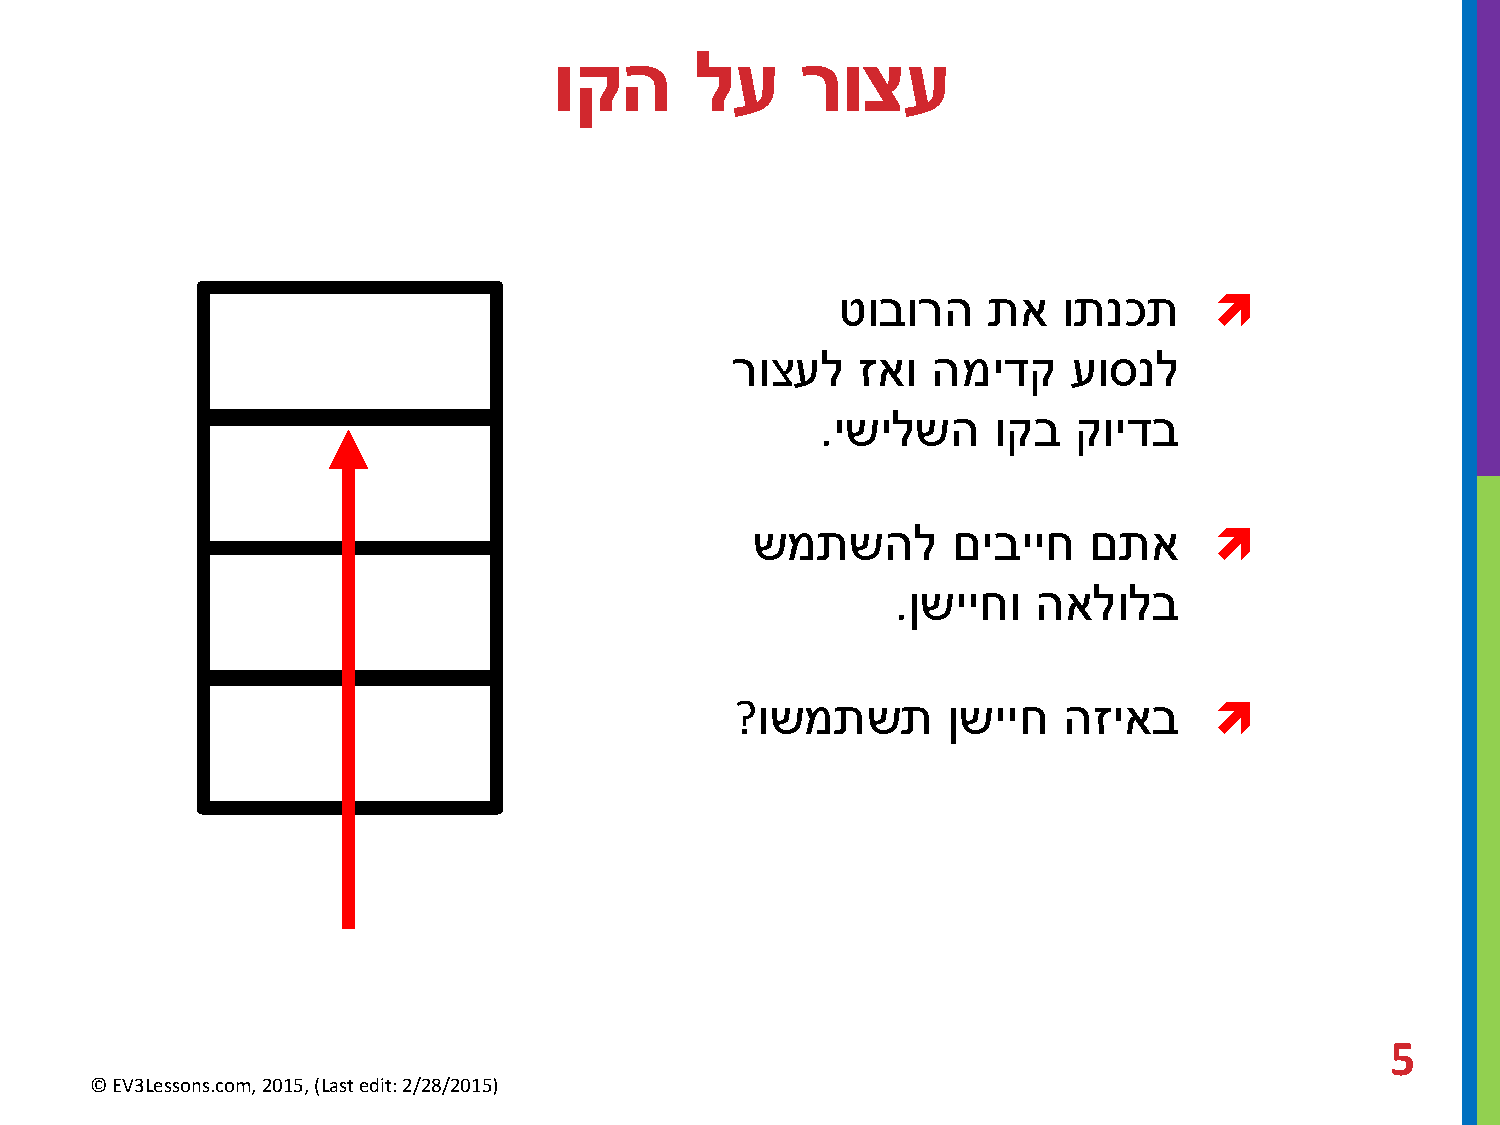 עצור על הקו
תכנתו את הרובוט
לנסוע קדימה ואז לעצור
בדיוק בקו השלישי.
אתם חייבים להשתמש
בלולאה וחיישן.
באיזה חיישן תשתמשו?
5
© EV3Lessons.com, 2015, (Last edit: 2/28/2015)